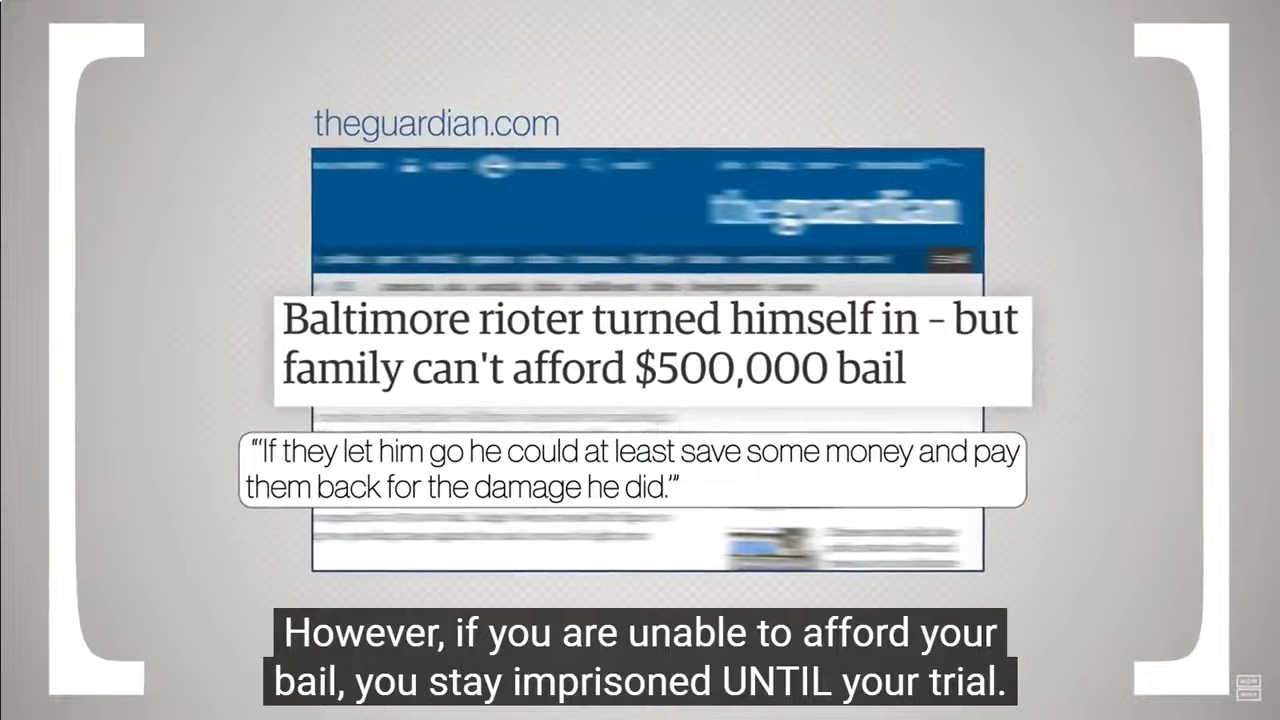 theguardian.com
theguardian
Baltimore rioter turned himself in – but
family can't afford $500,000 bail
"'If they let him go he could at least save some money and pay
them back for the damage he did.'"
However, if you are unable to afford your
bail, you stay imprisoned UNTIL your trial.